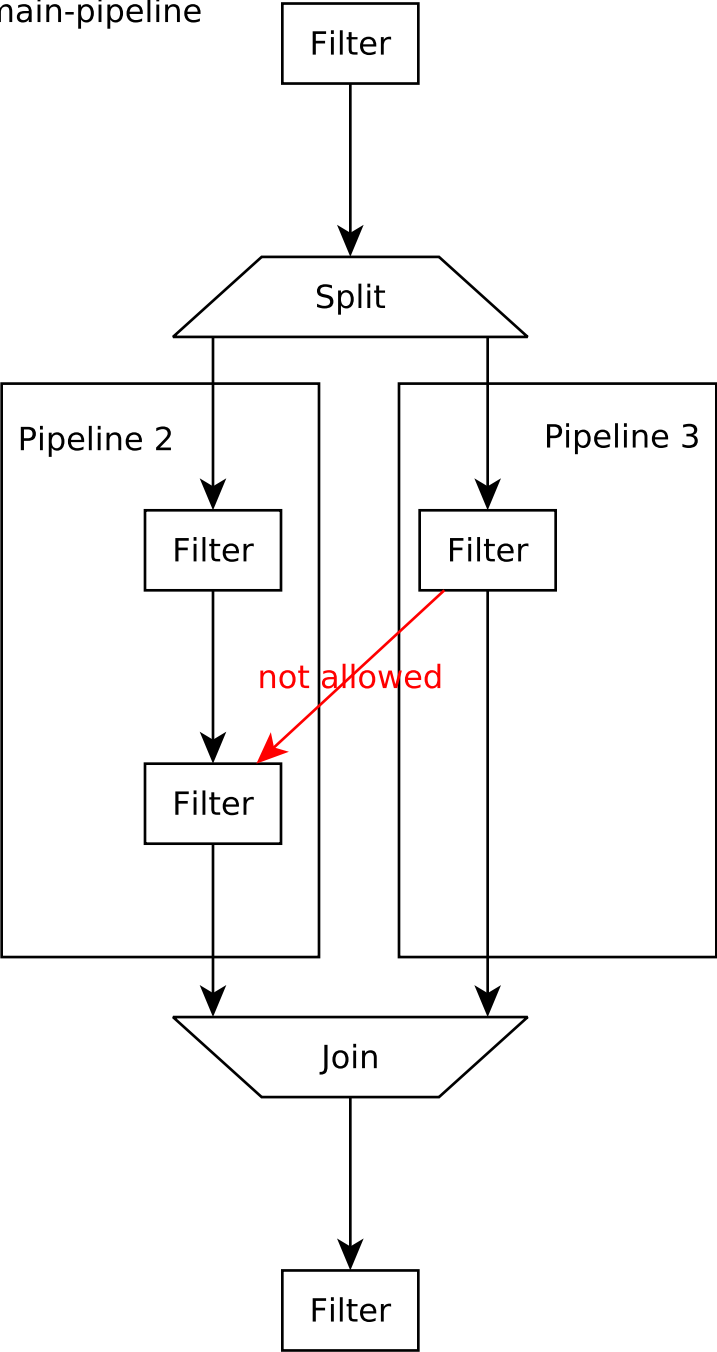 main-pipeline
Filter
Split
Pipeline 2
Pipeline 3
Filter
Filter
not allowed
Filter
Join
Filter